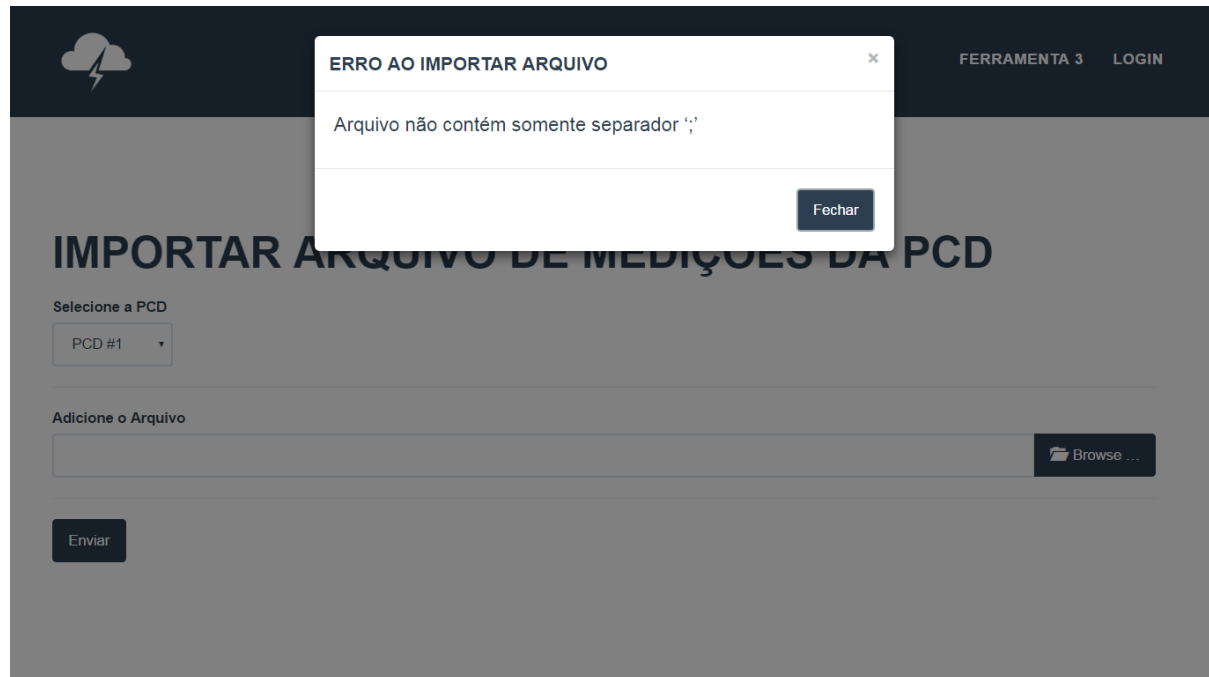 ERRO AO IMPORTAR ARQUIVO ×
FERRAMENTA 3 LOGIN
Arquivo não contém somente separador ‘;’
Fechar
IMPORTAR ARQUIVO DE MEDIÇÕES DA PCD
Selecione a PCD
PCD #1
Adicione o Arquivo
Browse ...
Enviar